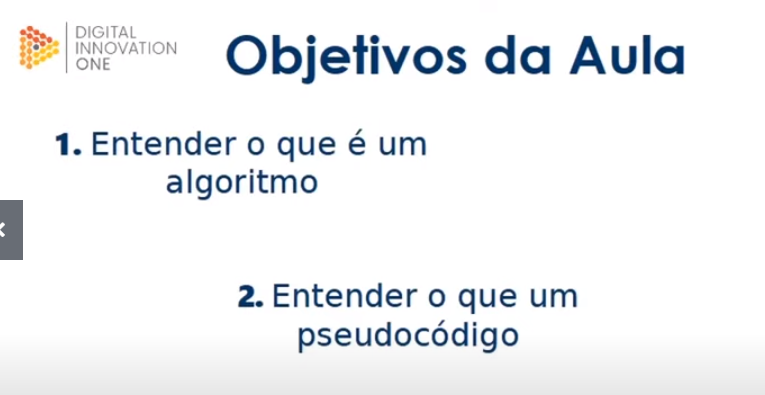 DIGITAL
INNOVATION
ONE
Objetivos da Aula
1. Entender o que é um
algoritmo
2. Entender o que um
pseudocódigo